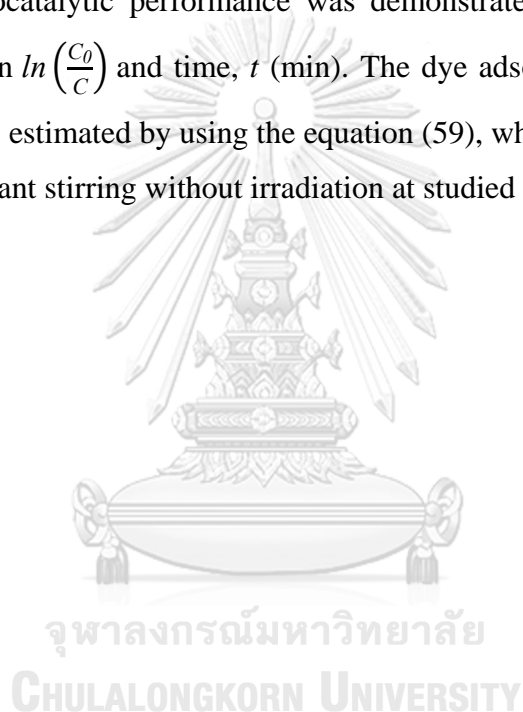 ocatalytic performance was demonstrate
n ln(C0/C) and time, t (min). The dye adso
estimated by using the equation (59), wh
ant stirring without irradiation at studied
จุฬาลงกรณ์มหาวิทยาลัย
CHULALONGKORN UNIVERSITY